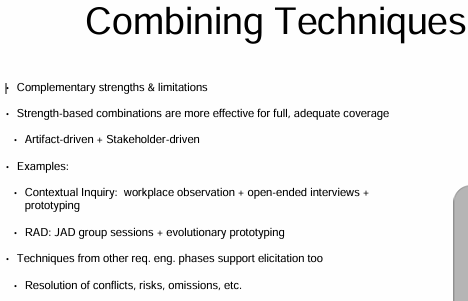 Combining Techniques
• Complementary strengths & limitations
• Strength-based combinations are more effective for full, adequate coverage
• Artifact-driven + Stakeholder-driven
• Examples:
• Contextual Inquiry: workplace observation + open-ended interviews +
prototyping
• RAD: JAD group sessions + evolutionary prototyping
• Techniques from other req. eng. phases support elicitation too
• Resolution of conflicts, risks, omissions, etc.